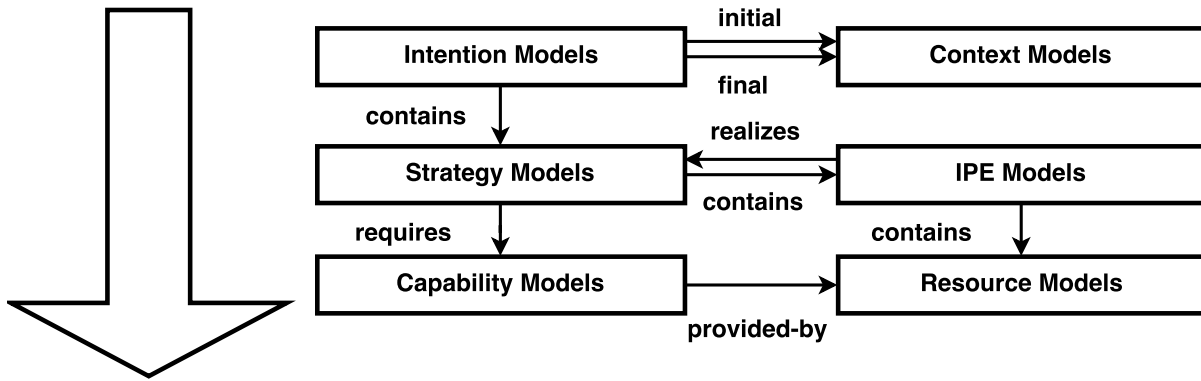 initial
Intention Models
Context Models
final
contains
realizes
Strategy Models
IPE Models
contains
requires
contains
Capability Models
Resource Models
provided-by